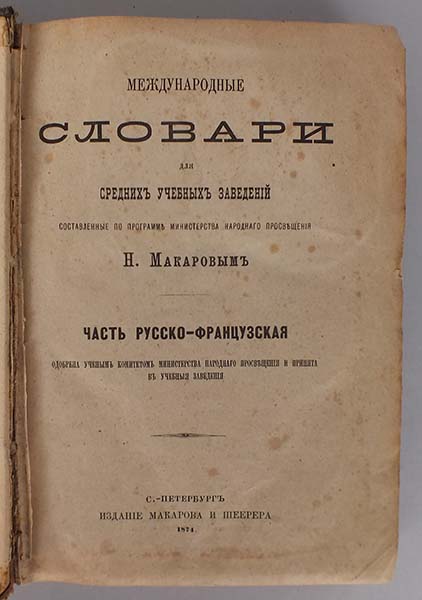 МЕЖДУНАРОДНЫЕ
СЛОВАРИ
ДЛЯ
СРЕДНИХЪ УЧЕБНЫХЪ ЗАВЕДЕНІЙ
СОСТАВЛЕННЫЕ ПО ПРОГРАММѢ МИНИСТЕРСТВА НАРОДНАГО ПРОСВѢЩЕНІЯ
Н. МАКАРОВЫМЪ
ЧАСТЬ РУССКО-ФРАНЦУЗСКАЯ
ОДОБРЕНА УЧЕНЫМЪ КОМИТЕТОМЪ МИНИСТЕРСТВА НАРОДНАГО ПРОСВѢЩЕНІЯ И ПРИНЯТА
ВЪ УЧЕБНЫЯ ЗАВЕДЕНІЯ
С.-ПЕТЕРБУРГЪ
ИЗДАНІЕ МАКАРОВА И ШЕЕРЕРА
1874.